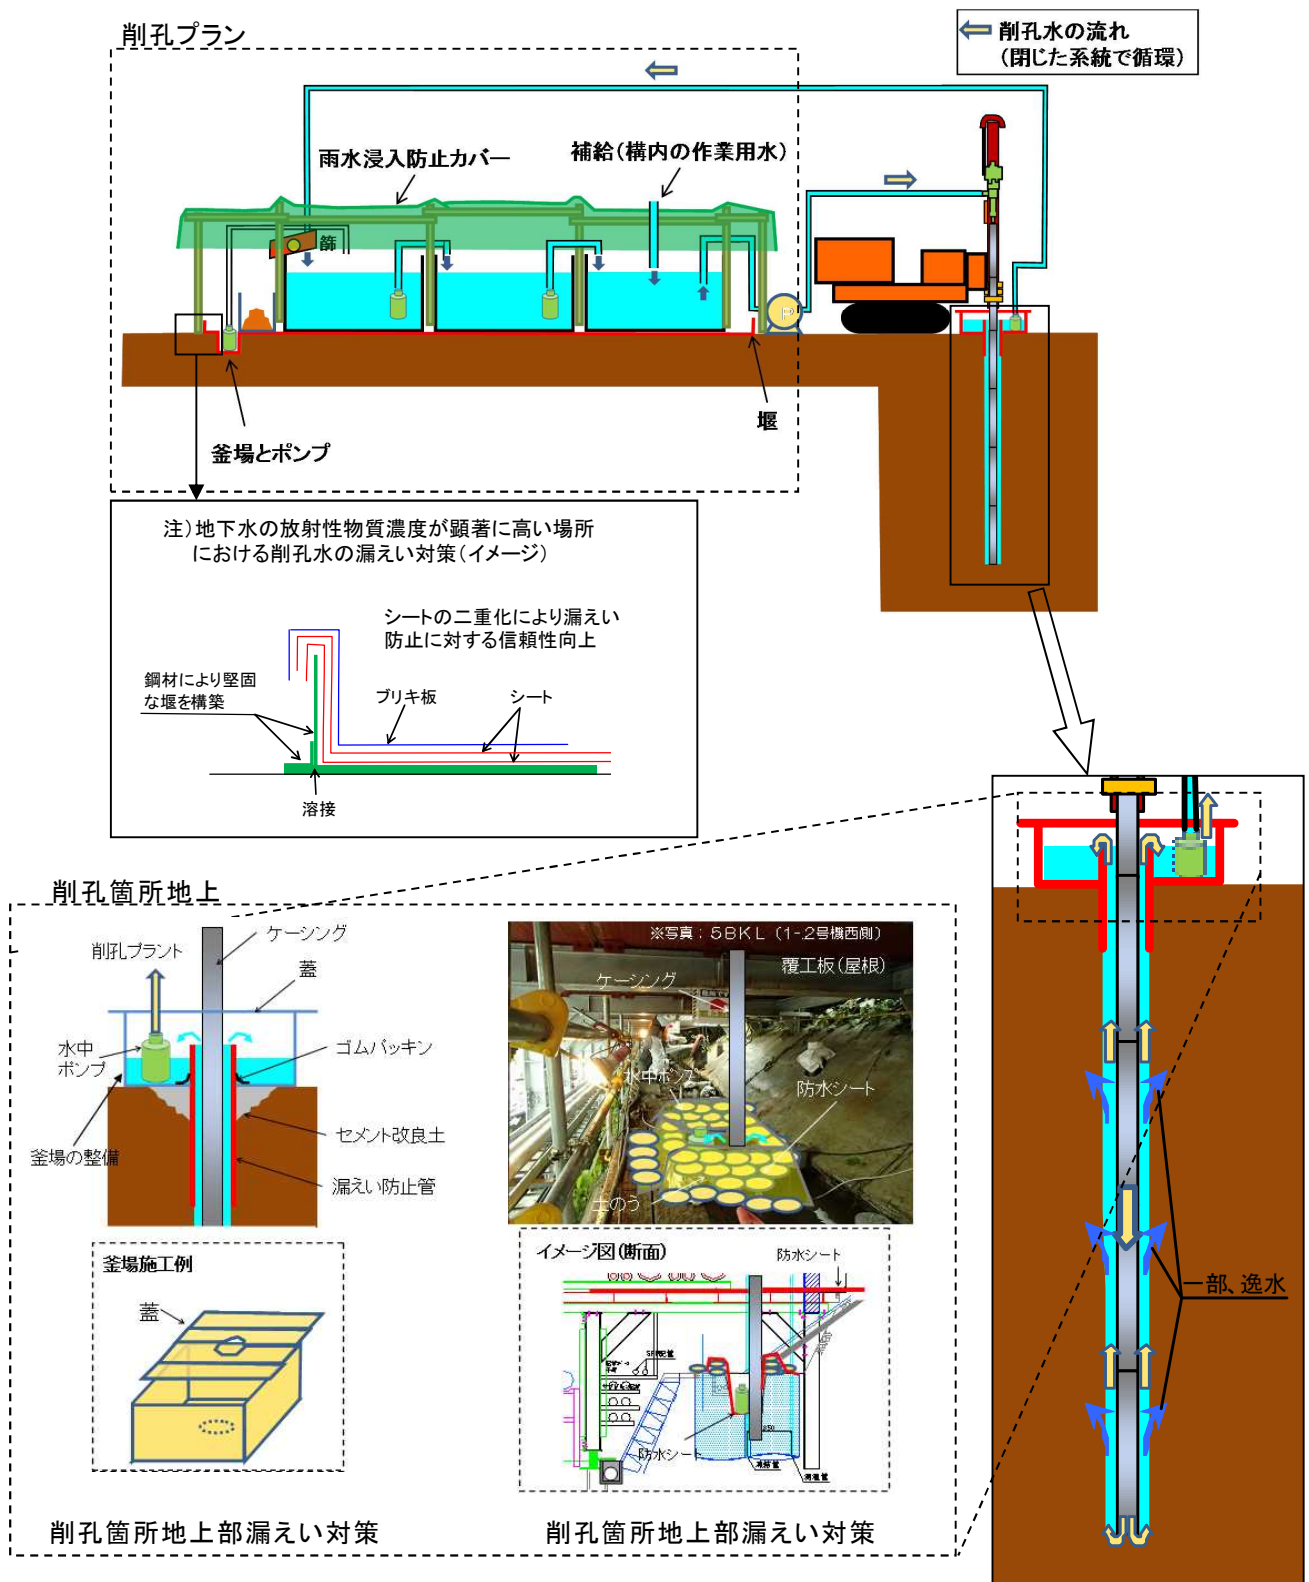 削孔プラン
削孔水の流れ
(閉じた系統で循環)
雨水浸入防止カバー
補給(構内の作業用水)
篩
P
堰
釜場とポンプ
注)地下水の放射性物質濃度が顕著に高い場所
における削孔水の漏えい対策(イメージ)
シートの二重化により漏えい
防止に対する信頼性向上
鋼材により堅固
な堰を構築
ブリキ板
シート
溶接
削孔箇所地上
削孔プラント
ケーシング
蓋
水中
ポンプ
ゴムパッキン
セメント改良土
釜場の整備
漏えい防止管
※写真:5BKL(1-2号機西側)
覆工板(屋根)
ケーシング
水中ポンプ
防水シート
土のう
釜場施工例
蓋
イメージ図(断面)
防水シート
防水シート
凍結管
測温管
一部、逸水
削孔箇所地上部漏えい対策
削孔箇所地上部漏えい対策